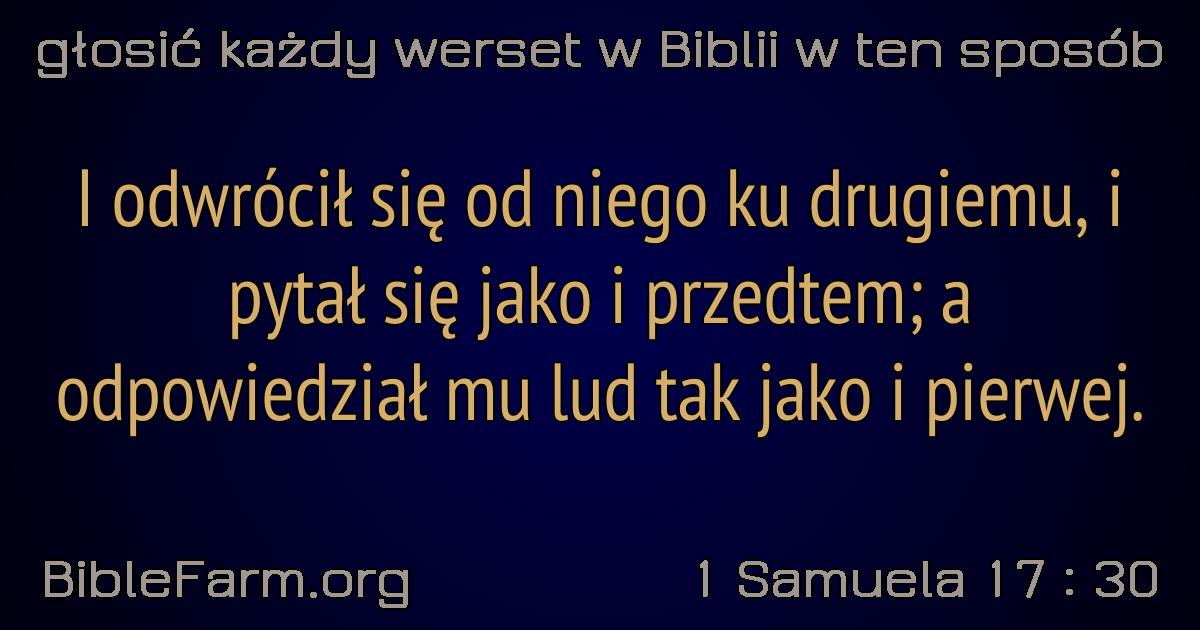 głosić każdy werset w Biblii w ten sposób
I odwrócił się od niego ku drugiemu, i
pytał się jako i przedtem; a
odpowiedział mu lud tak jako i pierwej.
BibleFarm.org
1 Samuela 17 : 30